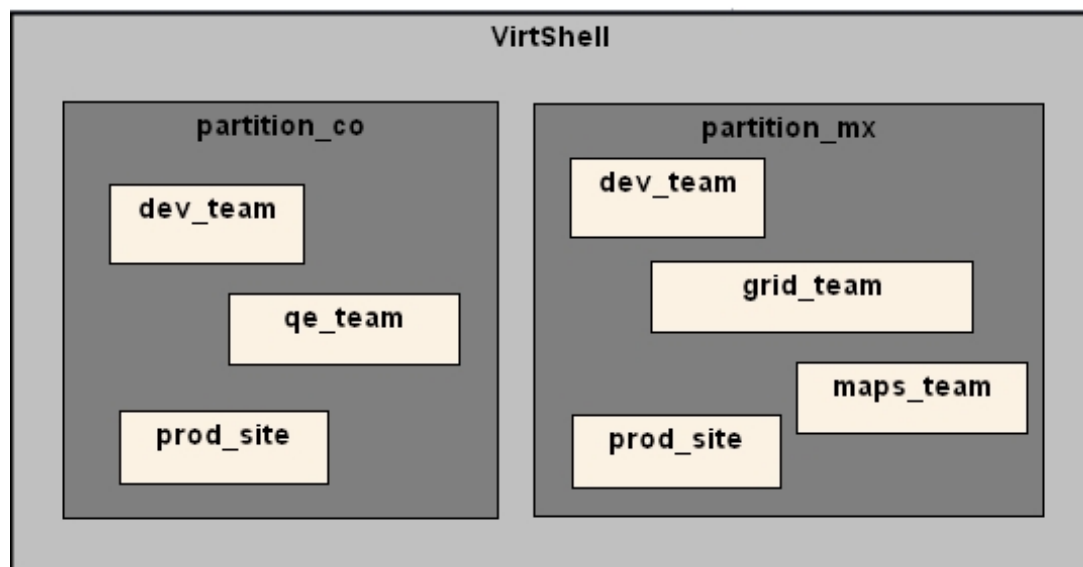 VirtShell
partition_co
dev_team
qe_team
prod_site
partition_mx
dev_team
grid_team
maps_team
prod_site